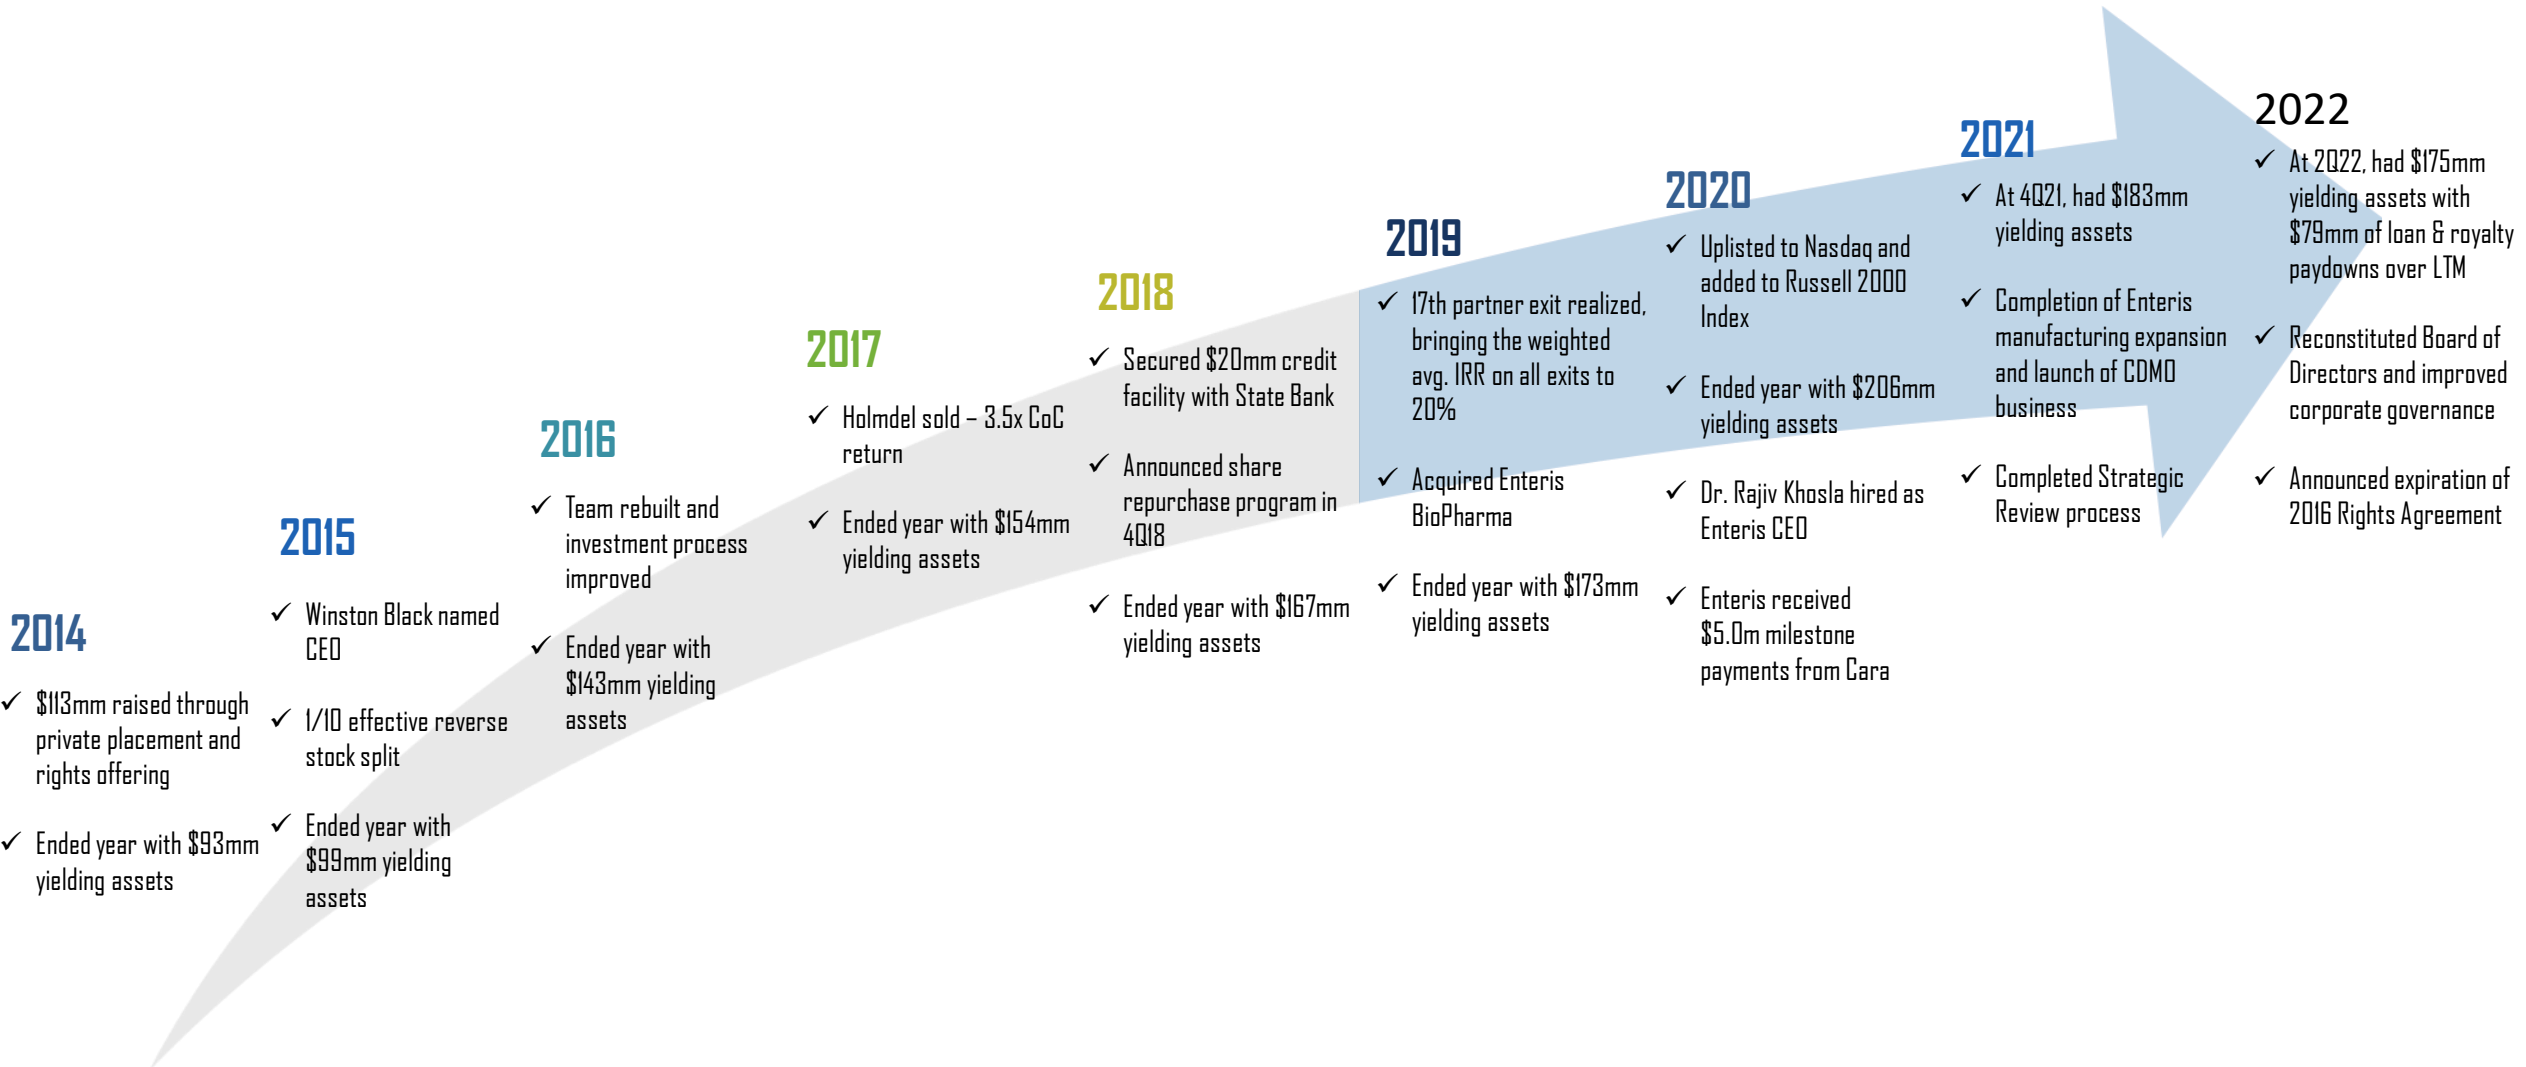 2014
✓ $113mm raised through
private placement and
rights offering
✓ Ended year with $93mm
yielding assets
2015
✓ Winston Black named
CEO
✓ 1/10 effective reverse
stock split
✓ Ended year with
$99mm yielding
assets
2016
✓ Team rebuilt and
investment process
improved
✓ Ended year with
$143mm yielding
assets
2017
✓ Holmdel sold – 3.5x CoC
return
✓ Ended year with $154mm
yielding assets
2018
✓ Secured $20mm credit
facility with State Bank
✓ Announced share
repurchase program in
4Q18
✓ Ended year with $167mm
yielding assets
2019
✓ 17th partner exit realized,
bringing the weighted
avg. IRR on all exits to
20%
✓ Acquired Enteris
BioPharma
✓ Ended year with $173mm
yielding assets
2020
✓ Uplisted to Nasdaq and
added to Russell 2000
Index
✓ Ended year with $206mm
yielding assets
✓ Dr. Rajiv Khosla hired as
Enteris CEO
✓ Enteris received
$5.0m milestone
payments from Cara
2021
✓ At 4Q21, had $183mm
yielding assets
✓ Completion of Enteris
manufacturing expansion
and launch of CDMO
business
✓ Completed Strategic
Review process
2022
✓ At 2Q22, had $175mm
yielding assets with
$79mm of loan & royalty
paydowns over LTM
✓ Reconstituted Board of
Directors and improved
corporate governance
✓ Announced expiration of
2016 Rights Agreement